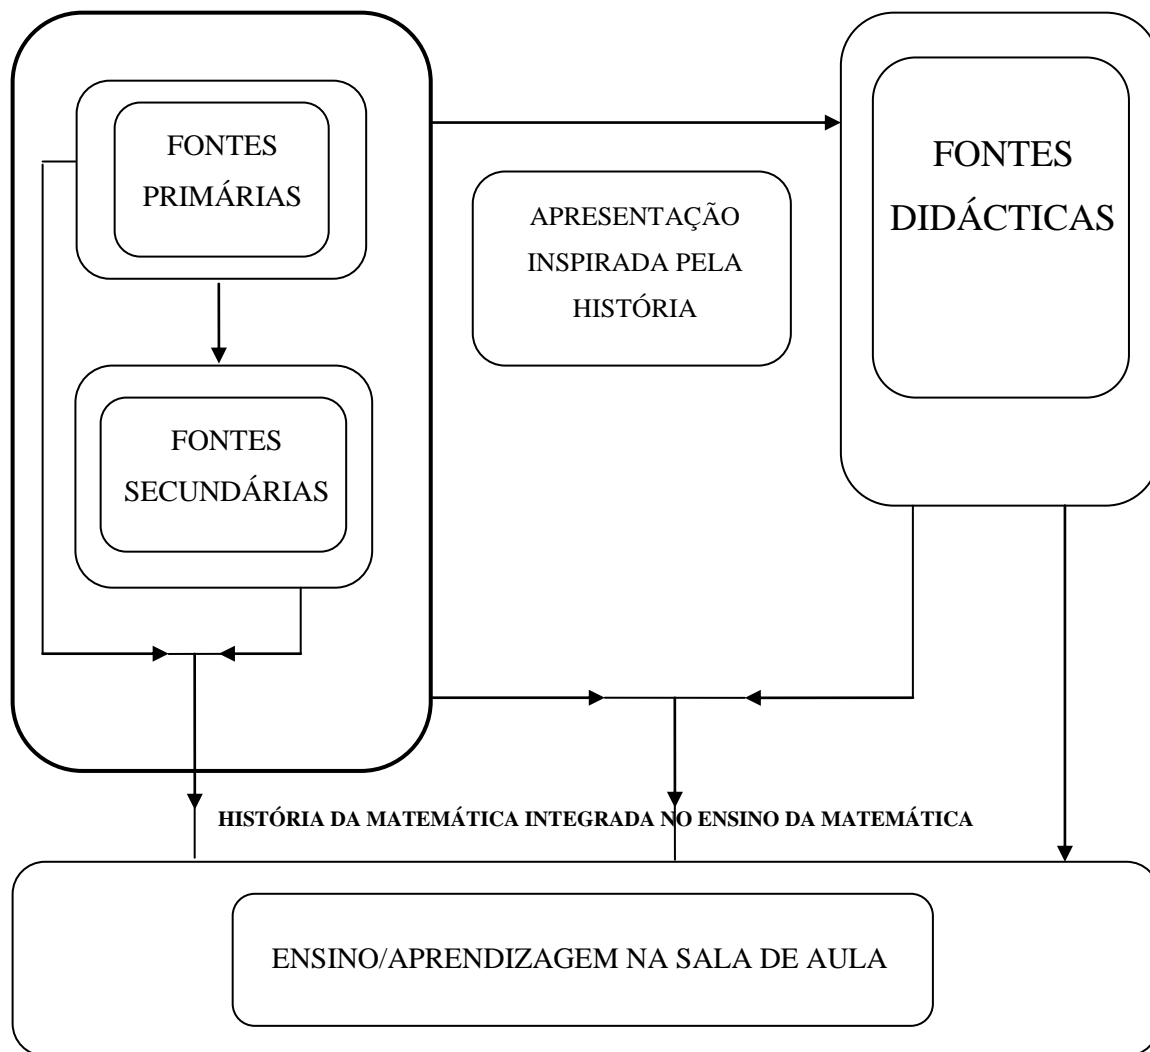 FONTES
PRIMÁRIAS
FONTES
SECUNDÁRIAS
APRESENTAÇÃO
INSPIRADA PELA
HISTÓRIA
FONTES
DIDÁCTICAS
HISTÓRIA DA MATEMÁTICA INTEGRADA NO ENSINO DA MATEMÁTICA
ENSINO/APRENDIZAGEM NA SALA DE AULA